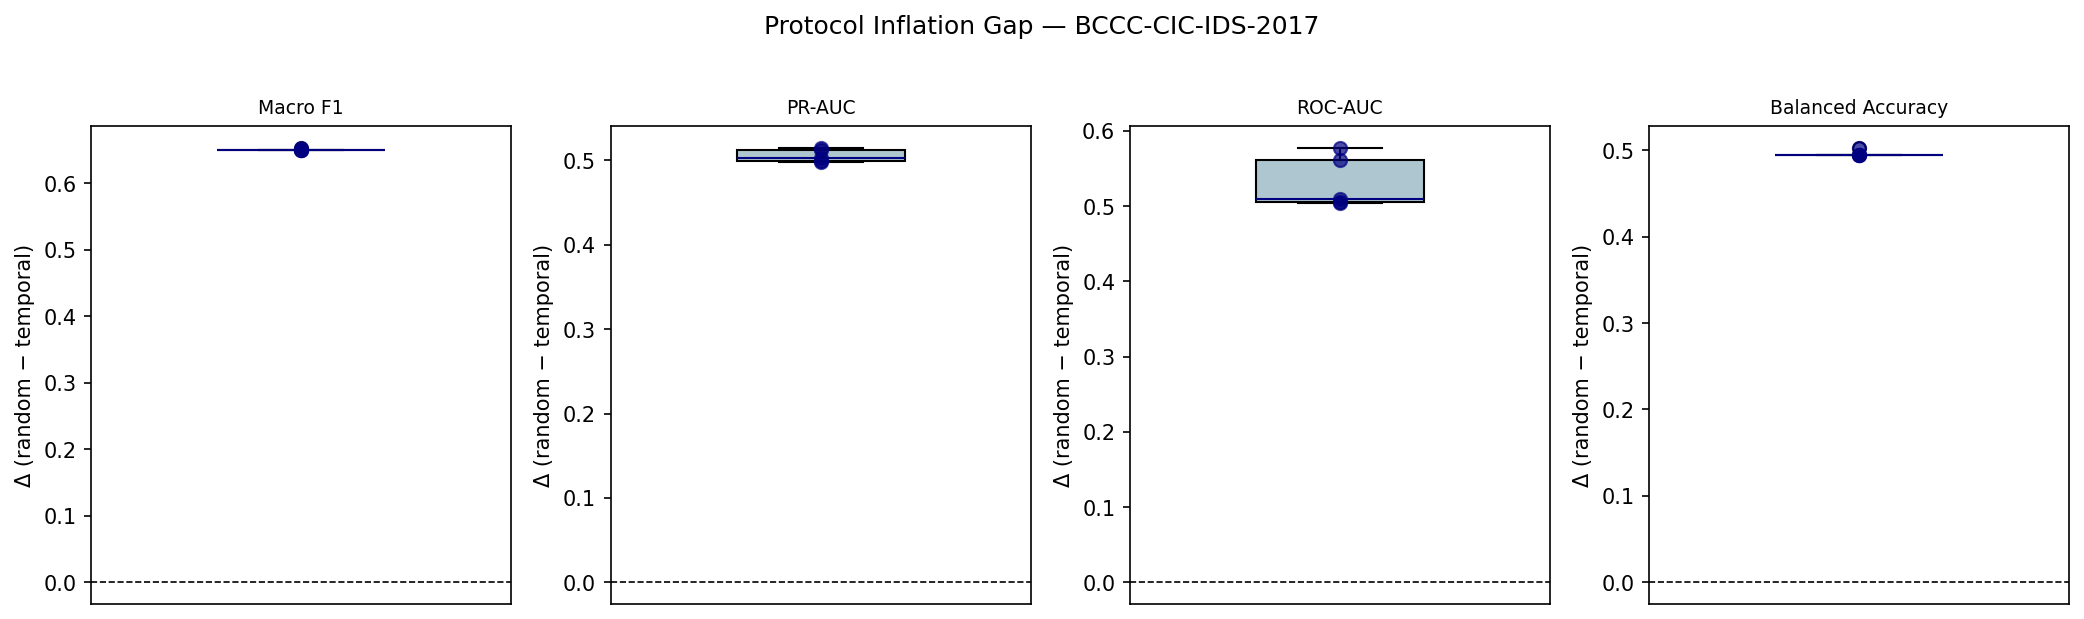 Protocol Inflation Gap — BCCC-CIC-IDS-2017
Macro F1
Δ (random − temporal)
0.6
0.5
0.4
0.3
0.2
0.1
0.0
PR-AUC
Δ (random − temporal)
0.5
0.4
0.3
0.2
0.1
0.0
ROC-AUC
Δ (random − temporal)
0.6
0.5
0.4
0.3
0.2
0.1
0.0
Balanced Accuracy
Δ (random − temporal)
0.5
0.4
0.3
0.2
0.1
0.0